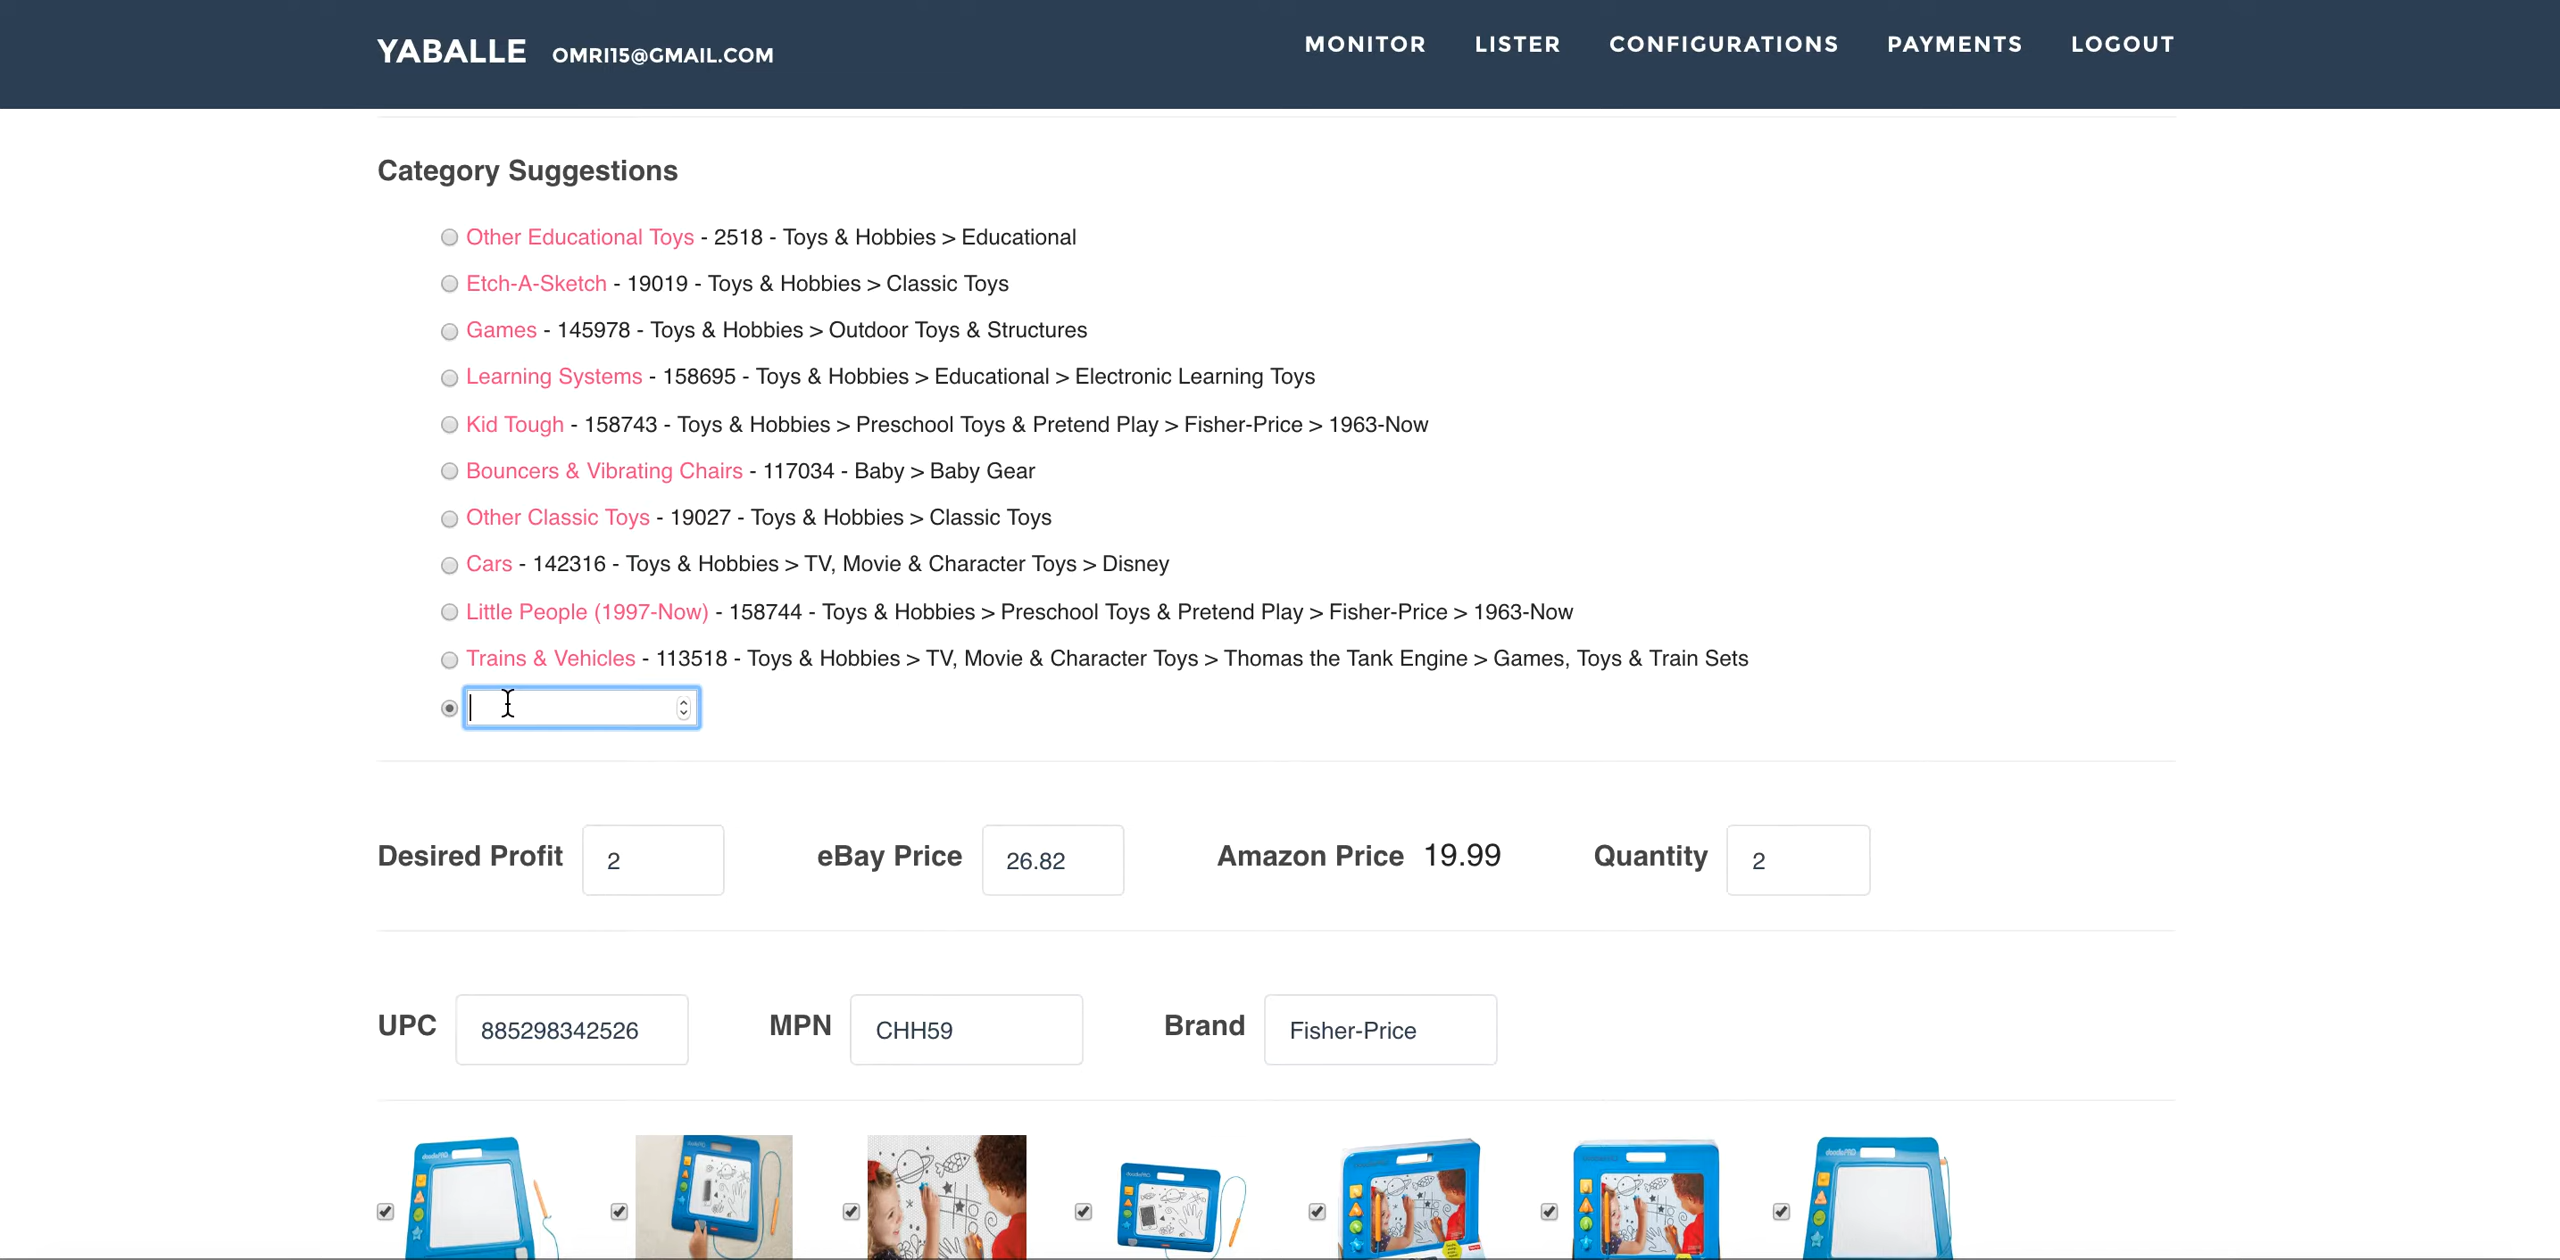 YABALLE OMRI15@GMAIL.COM MONITOR LISTER CONFIGURATIONS PAYMENTS LOGOUT
Category Suggestions
Other Educational Toys - 2518 - Toys & Hobbies > Educational
Etch-A-Sketch - 19019 - Toys & Hobbies > Classic Toys
Games - 145978 - Toys & Hobbies > Outdoor Toys & Structures
Learning Systems - 158695 - Toys & Hobbies > Educational > Electronic Learning Toys
Kid Tough - 158743 - Toys & Hobbies > Preschool Toys & Pretend Play > Fisher-Price > 1963-Now
Bouncers & Vibrating Chairs - 117034 - Baby > Baby Gear
Other Classic Toys - 19027 - Toys & Hobbies > Classic Toys
Cars - 142316 - Toys & Hobbies > TV, Movie & Character Toys > Disney
Little People (1997-Now) - 158744 - Toys & Hobbies > Preschool Toys & Pretend Play > Fisher-Price > 1963-Now
Trains & Vehicles - 113518 - Toys & Hobbies > TV, Movie & Character Toys > Thomas the Tank Engine > Games, Toys & Train Sets
Desired Profit 2 eBay Price 26.82 Amazon Price 19.99 Quantity 2
UPC 885298342526 MPN CHH59 Brand Fisher-Price